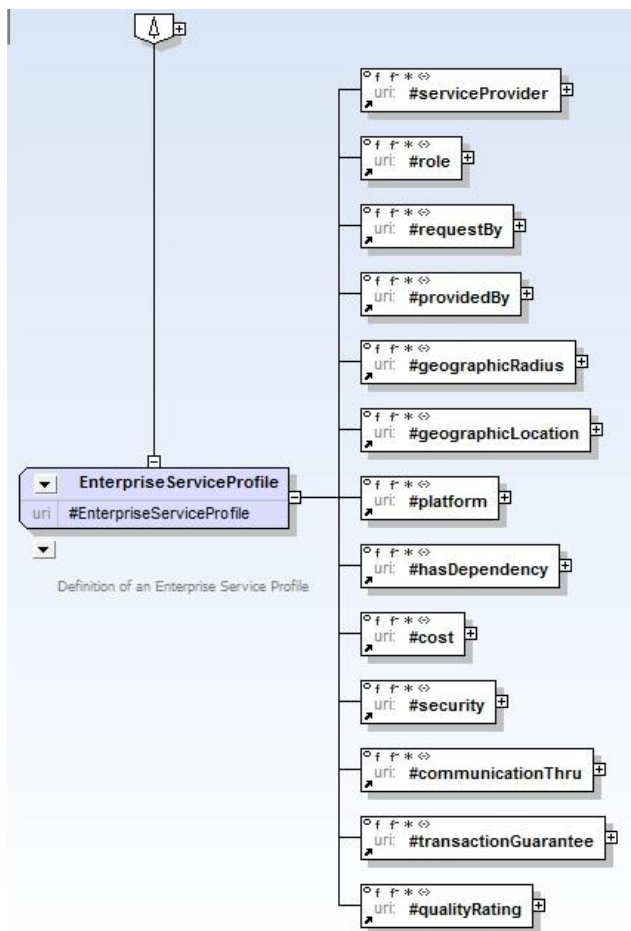 uri: #serviceProvider
uri: #role
uri: #requestBy
uri: #providedBy
uri: #geographicRadius
uri: #geographicLocation
EnterpriseServiceProfile
uri #EnterpriseServiceProfile
Definition of an Enterprise Service Profile
uri: #platform
uri: #hasDependency
uri: #cost
uri: #security
uri: #communicationThru
uri: #transactionGuarantee
uri: #qualityRating